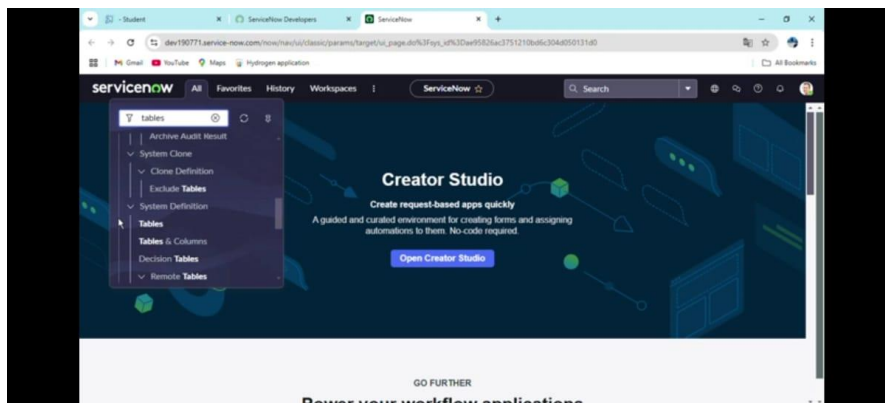 - Student
ServiceNow Developers
ServiceNow
dev190771.service-now.com/now/nav/ui/classic/params/target/ui_page.do%3Fsys_id%3Dae95826ac3751210bd6c304d050131d0
Gmail YouTube Maps Hydrogen application All Bookmarks
servicenow All Favorites History Workspaces ServiceNow Search
tables
Archive Audit Result
System Clone
Clone Definition
Exclude Tables
System Definition
Tables
Tables & Columns
Decision Tables
Remote Tables
Creator Studio
Create request-based apps quickly
A guided and curated environment for creating forms and assigning
automations to them. No-code required.
Open Creator Studio
GO FURTHER
Power your workflow applications